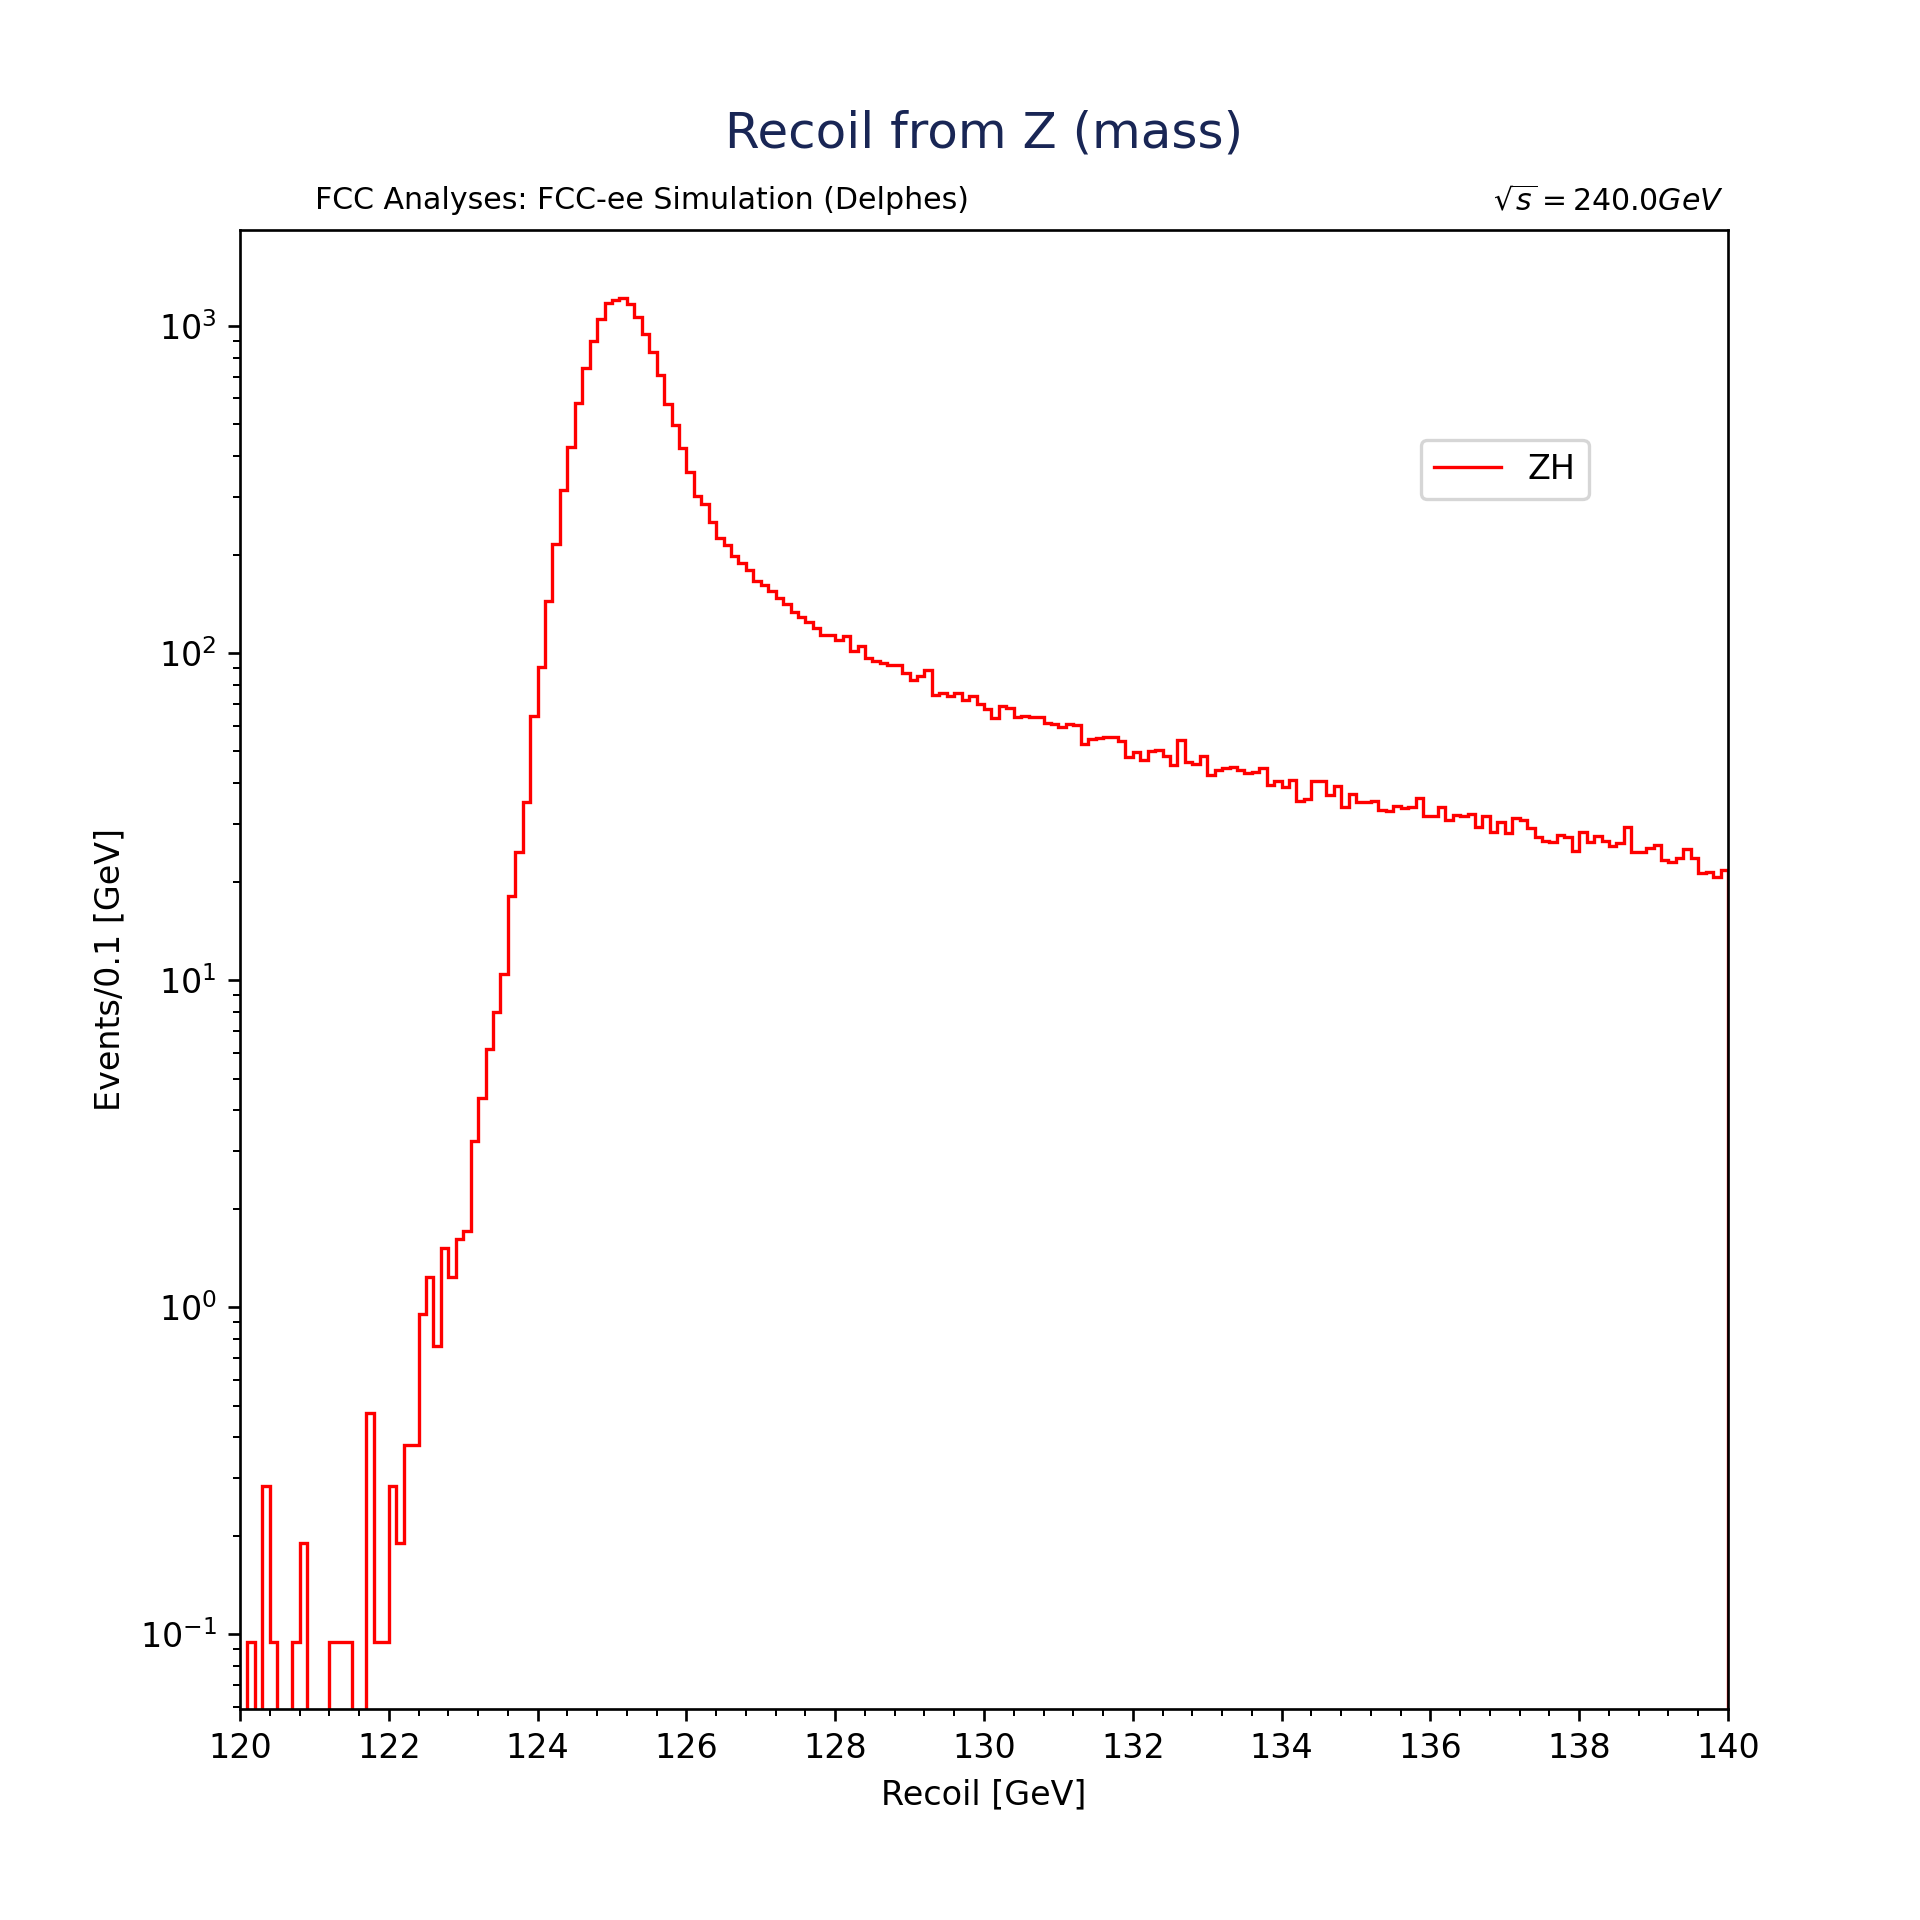 Recoil from Z (mass)
FCC Analyses: FCC-ee Simulation (Delphes)
√s = 240.0GeV
ZH
10³
10²
10¹
10⁰
10⁻¹
Events/0.1 [GeV]
120 122 124 126 128 130 132 134 136 138 140
Recoil [GeV]